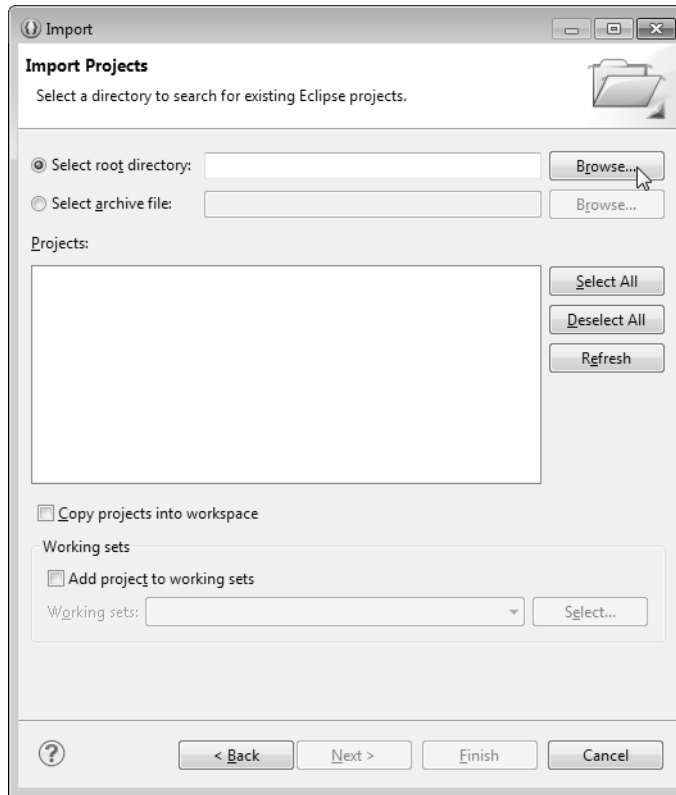 Import
Import Projects
Select a directory to search for existing Eclipse projects.
Select root directory:
Browse...
Select archive file:
Browse...
Projects:
Select All
Deselect All
Refresh
Copy projects into workspace
Working sets
Add project to working sets
Working sets:
Select...
?
< Back
Next >
Finish
Cancel